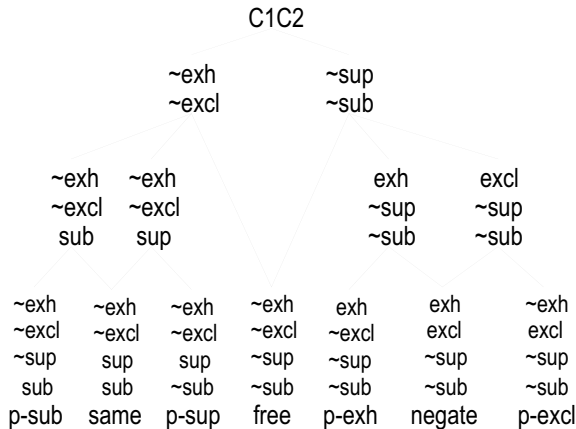 C1C2
~exh ~sup
~excl ~sub
~exh ~exh exh excl
~excl ~excl ~sup ~sup
sub sup ~sub ~sub
~exh ~exh ~exh ~exh exh exh ~exh
~excl ~excl ~excl ~excl ~excl excl excl
~sup sup sup ~sup ~sup ~sup ~sup
sub sub ~sub ~sub ~sub ~sub ~sub
p-sub same p-sup free p-exh negate p-excl